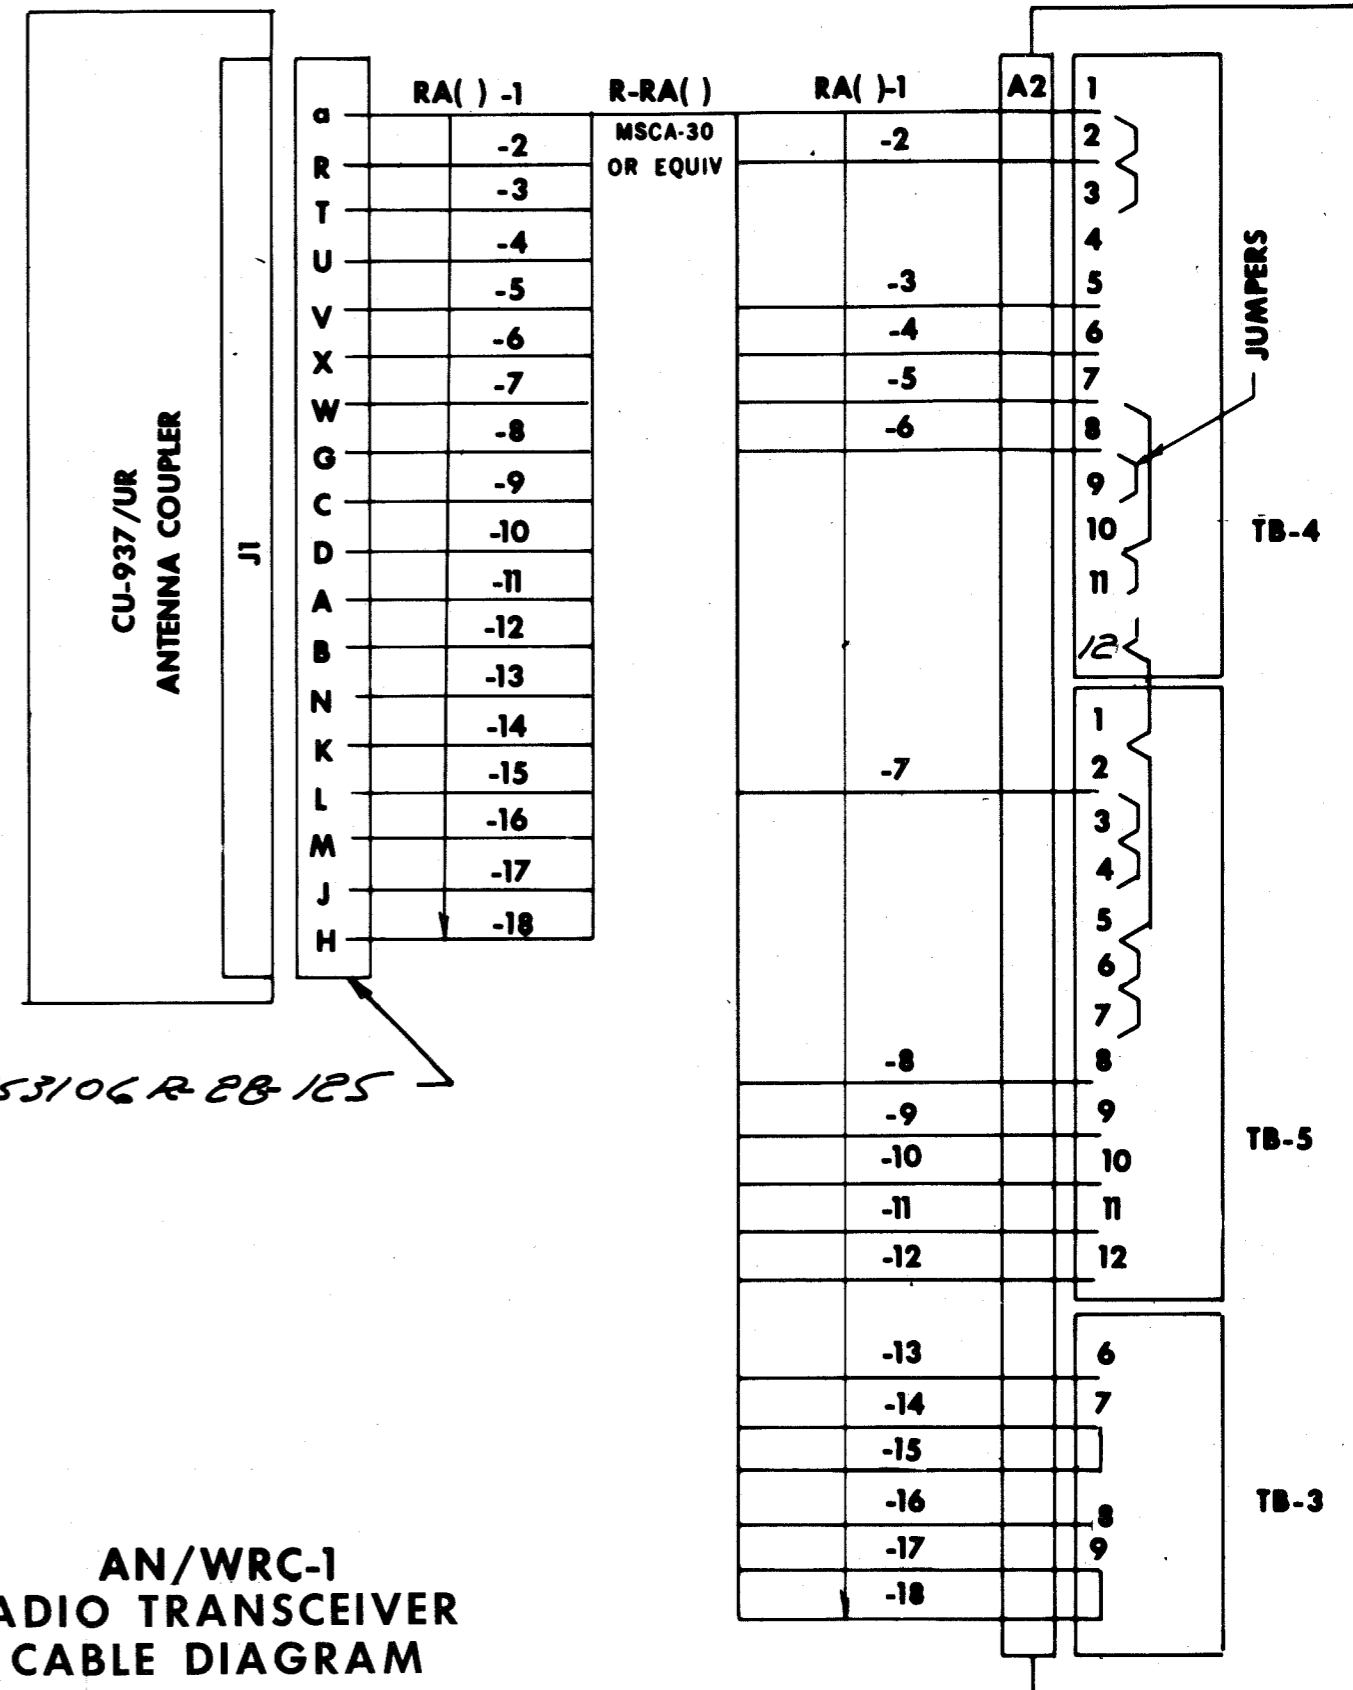 RA( ) -1 R-RA( ) RA( )-1 A2 1
a MSCA-30 2
-2 OR EQUIV -2
R
-3 3
T
-4 4
U
-5 -3 5
V
-6 -4 6
X
-7 -5 7
W
-8 -6 8
G
-9 9
C
-10 10
D
-11 11
A
-12 12
B
-13
N
-14
K
-15
L
-16
M
-17
J
-18
H
CU-937/UR
ANTENNA COUPLER
J1
JUMPERS
TB-4
1
-7 2
3
4
5
6
7
-8 8
-9 9
-10 10
-11 11
-12 12
TB-5
53106 R-28-12S
-13 6
-14 7
-15
-16 8
-17 9
-18
TB-3
AN/WRC-1
ADIO TRANSCEIVER
CABLE DIAGRAM